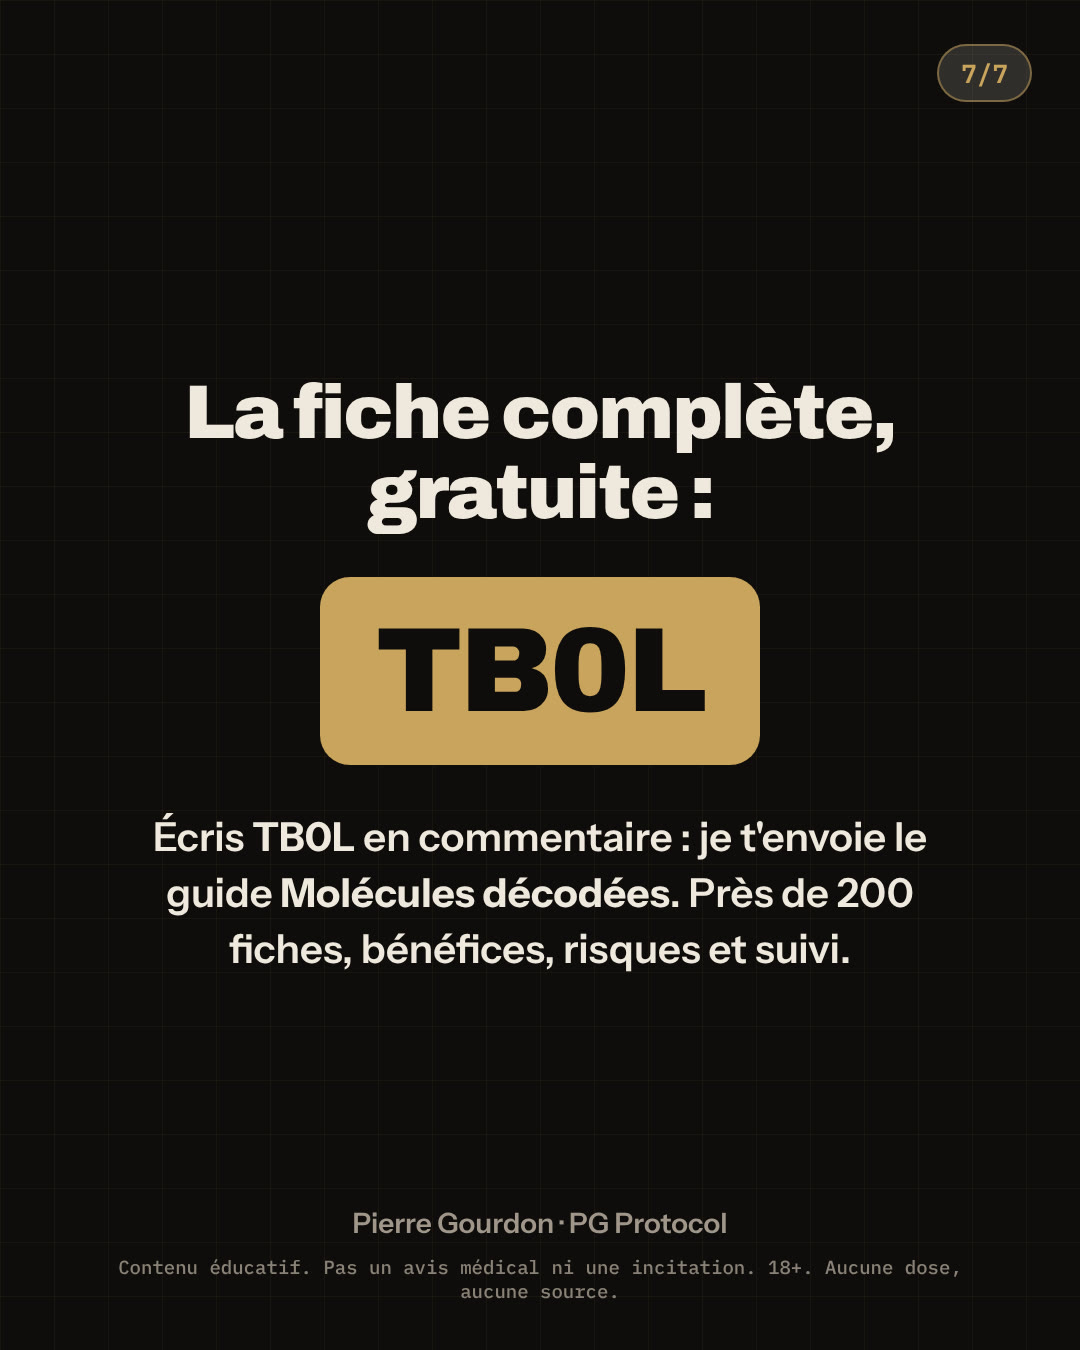 7/7
La fiche complète,
gratuite :
TB0L
Écris TB0L en commentaire : je t'envoie le
guide Molécules décodées. Près de 200
fiches, bénéfices, risques et suivi.
Pierre Gourdon · PG Protocol
Contenu éducatif. Pas un avis médical ni une incitation. 18+. Aucune dose,
aucune source.